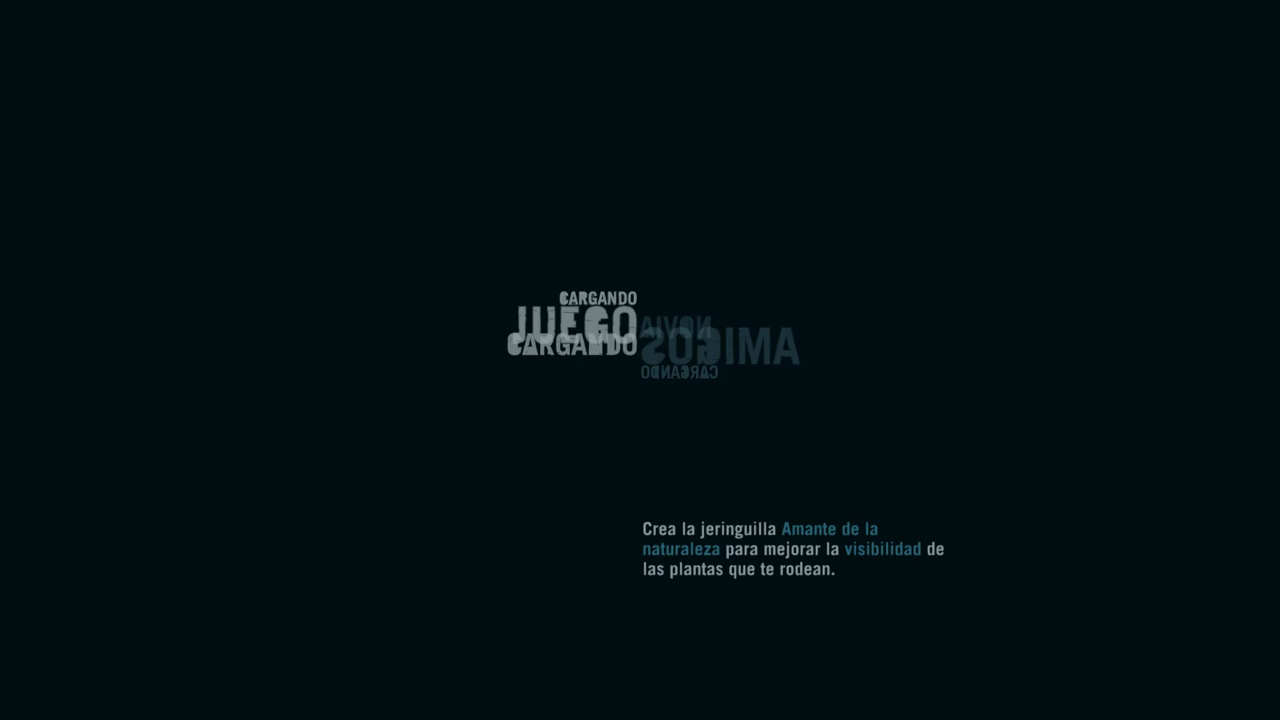 CARGANDO
JUEGO
CARGANDO
NOVIA
AMIGOS
CARGANDO
Crea la jeringuilla Amante de la
naturaleza para mejorar la visibilidad de
las plantas que te rodean.